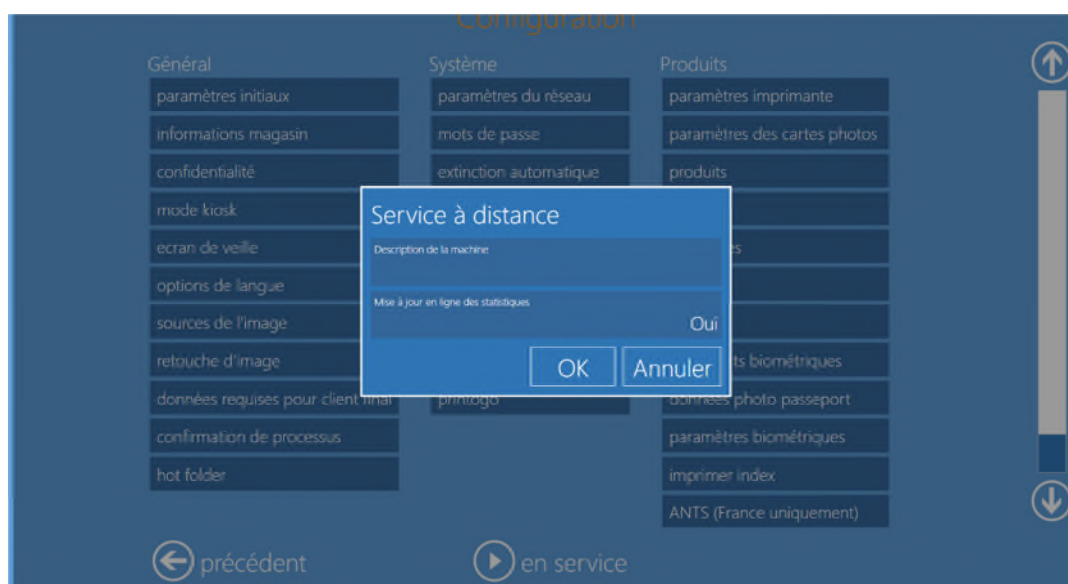 Configuration
Général
paramètres initiaux
informations magasin
confidentialité
mode kiosk
ecran de veille
options de langue
sources de l'image
retouche d'image
données requises pour client final
confirmation de processus
hot folder
Système
paramètres du réseau
mots de passe
extinction automatique
printogo
Produits
paramètres imprimante
paramètres des cartes photos
produits
biométriques
données photo passeport
paramètres biométriques
imprimer index
ANTS (France uniquement)
Service à distance
Description de la machine
Mise à jour en ligne des statistiques
Oui
OK
Annuler
précédent
en service